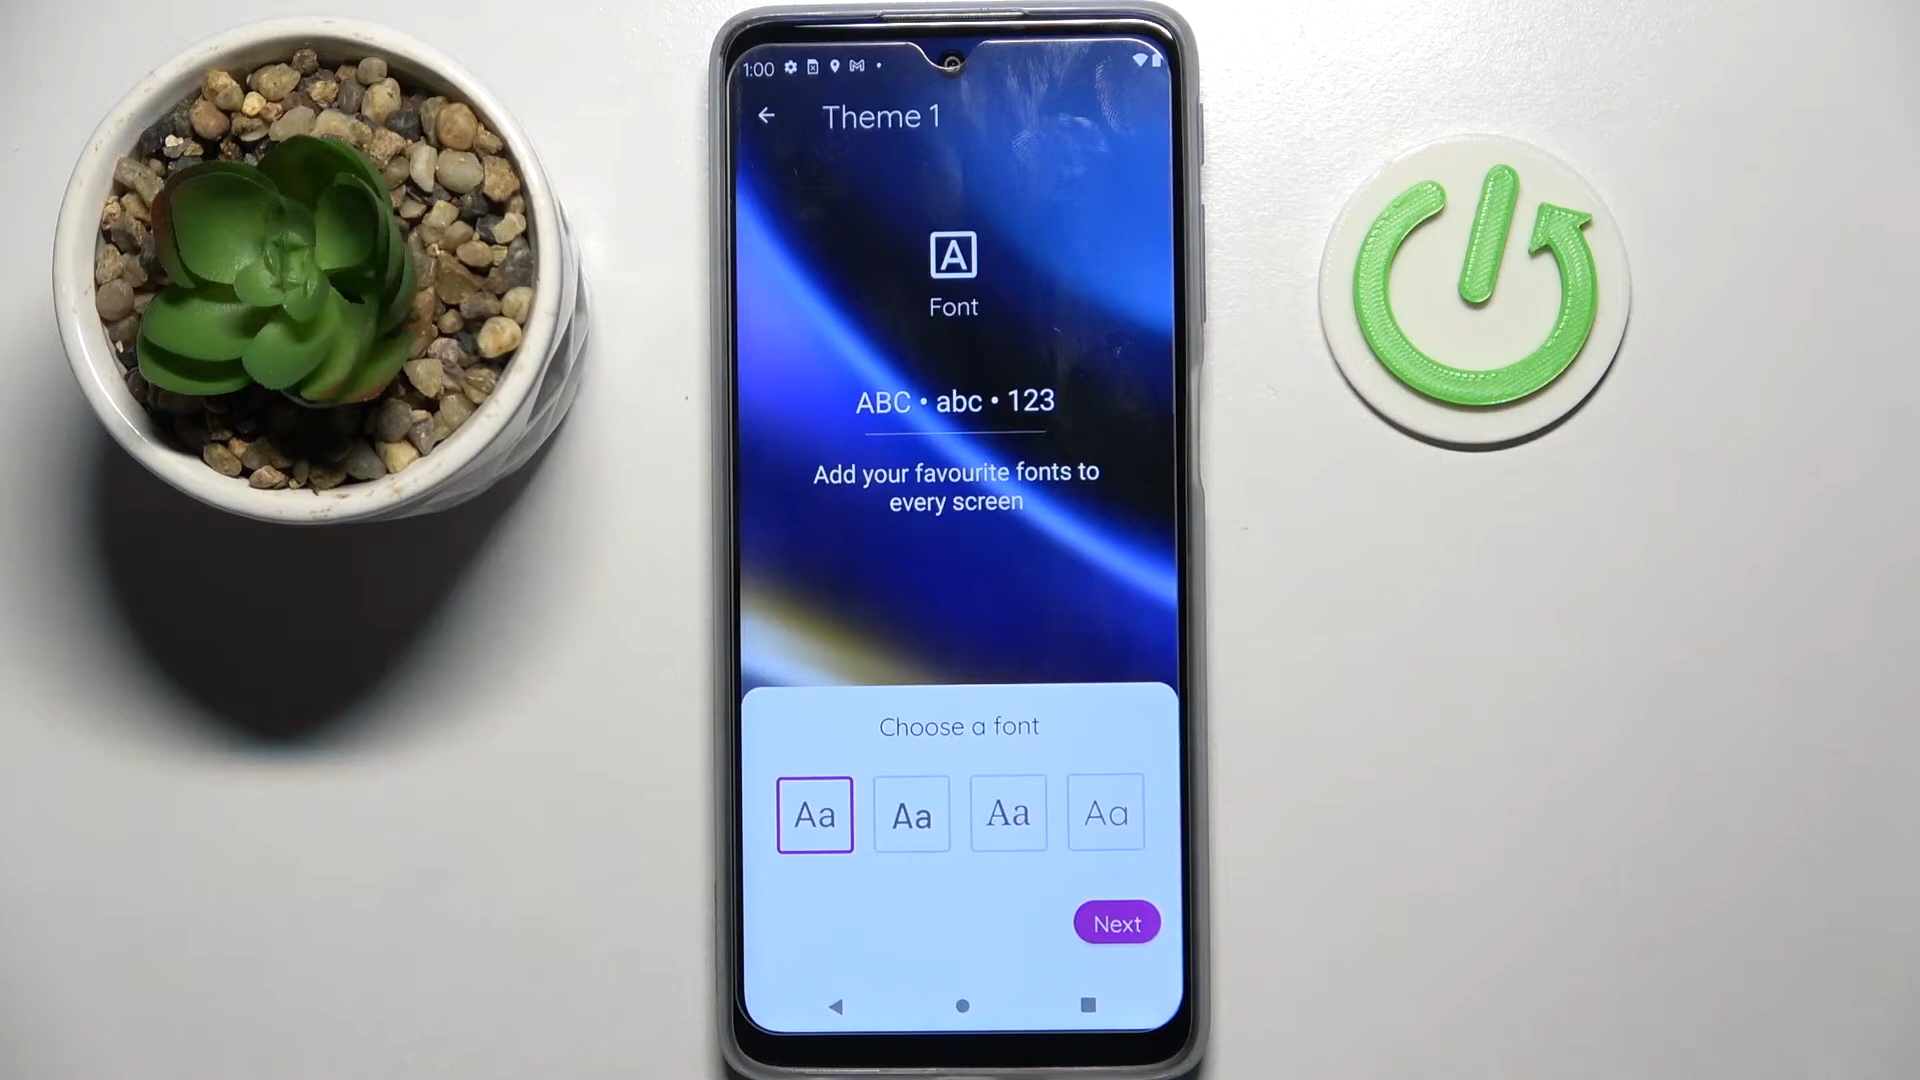 1:00
Theme 1
A
Font
ABC • abc • 123
Add your favourite fonts to
every screen
Choose a font
Aa Aa Aa Aa
Next